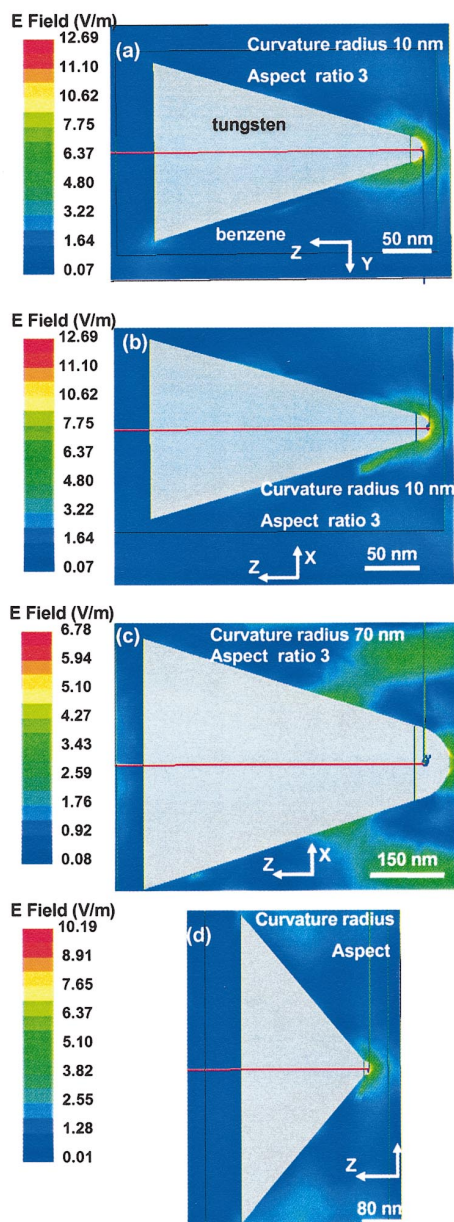 E Field (V/m)
12.69
11.10
10.62
7.75
6.37
4.80
3.22
1.64
0.07
(a)
Curvature radius 10 nm
Aspect ratio 3
tungsten
benzene
Z
Y
50 nm
E Field (V/m)
12.69
11.10
10.62
7.75
6.37
4.80
3.22
1.64
0.07
(b)
Curvature radius 10 nm
Aspect ratio 3
Z
X
50 nm
E Field (V/m)
6.78
5.94
5.10
4.27
3.43
2.59
1.76
0.92
0.08
(c)
Curvature radius 70 nm
Aspect ratio 3
Z
X
150 nm
E Field (V/m)
10.19
8.91
7.65
6.37
5.10
3.82
2.55
1.28
0.01
(d)
Curvature radius
Aspect
Z
80 nm